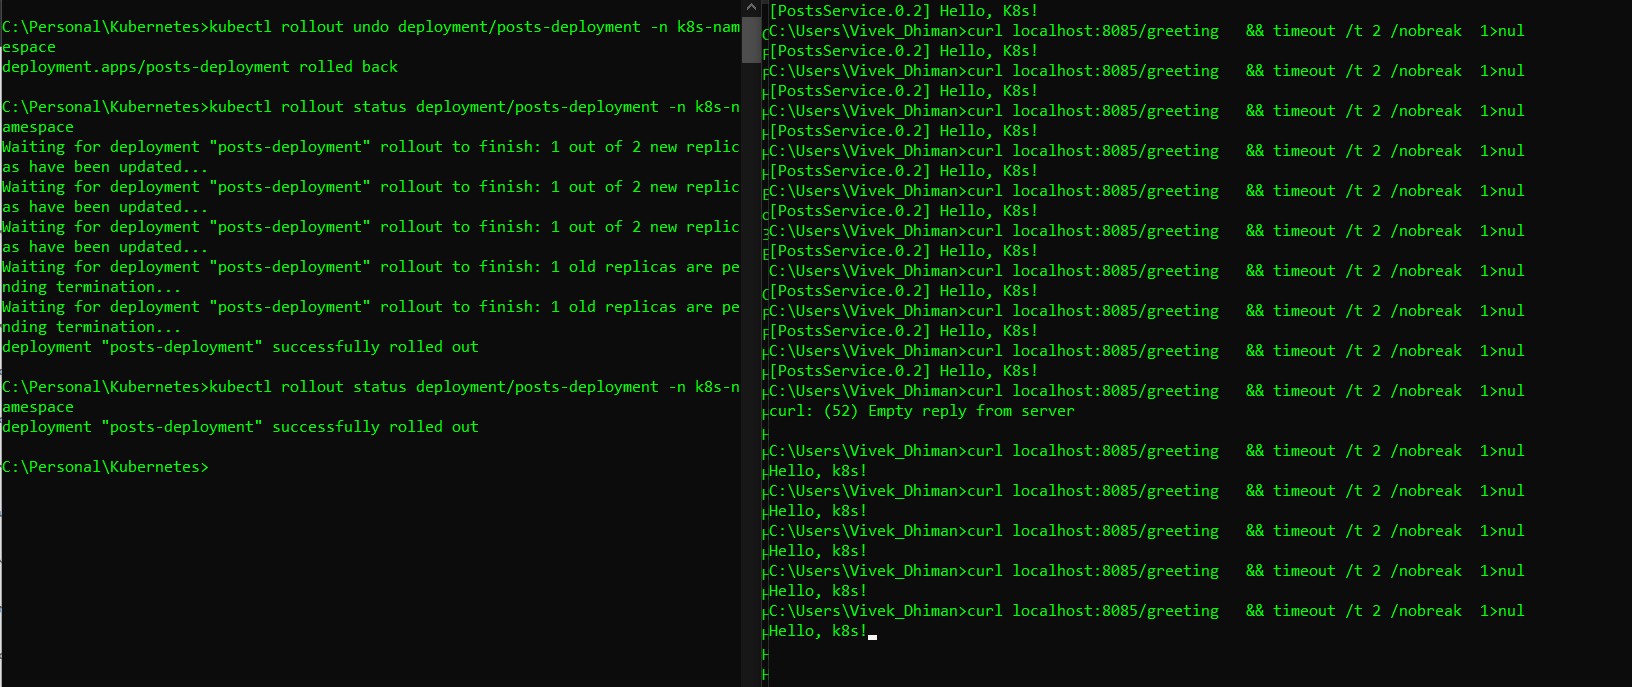 C:\Personal\Kubernetes>kubectl rollout undo deployment/posts-deployment -n k8s-nam
espace
deployment.apps/posts-deployment rolled back
C:\Personal\Kubernetes>kubectl rollout status deployment/posts-deployment -n k8s-n
amespace
Waiting for deployment "posts-deployment" rollout to finish: 1 out of 2 new replic
as have been updated...
Waiting for deployment "posts-deployment" rollout to finish: 1 out of 2 new replic
as have been updated...
Waiting for deployment "posts-deployment" rollout to finish: 1 out of 2 new replic
as have been updated...
Waiting for deployment "posts-deployment" rollout to finish: 1 old replicas are pe
nding termination...
Waiting for deployment "posts-deployment" rollout to finish: 1 old replicas are pe
nding termination...
deployment "posts-deployment" successfully rolled out
C:\Personal\Kubernetes>kubectl rollout status deployment/posts-deployment -n k8s-n
amespace
deployment "posts-deployment" successfully rolled out
C:\Personal\Kubernetes>
[PostsService.0.2] Hello, K8s!
C:\Users\Vivek_Dhiman>curl localhost:8085/greeting   && timeout /t 2 /nobreak  1>nul
[PostsService.0.2] Hello, K8s!
C:\Users\Vivek_Dhiman>curl localhost:8085/greeting   && timeout /t 2 /nobreak  1>nul
[PostsService.0.2] Hello, K8s!
C:\Users\Vivek_Dhiman>curl localhost:8085/greeting   && timeout /t 2 /nobreak  1>nul
[PostsService.0.2] Hello, K8s!
C:\Users\Vivek_Dhiman>curl localhost:8085/greeting   && timeout /t 2 /nobreak  1>nul
[PostsService.0.2] Hello, K8s!
C:\Users\Vivek_Dhiman>curl localhost:8085/greeting   && timeout /t 2 /nobreak  1>nul
[PostsService.0.2] Hello, K8s!
C:\Users\Vivek_Dhiman>curl localhost:8085/greeting   && timeout /t 2 /nobreak  1>nul
[PostsService.0.2] Hello, K8s!
C:\Users\Vivek_Dhiman>curl localhost:8085/greeting   && timeout /t 2 /nobreak  1>nul
[PostsService.0.2] Hello, K8s!
C:\Users\Vivek_Dhiman>curl localhost:8085/greeting   && timeout /t 2 /nobreak  1>nul
[PostsService.0.2] Hello, K8s!
C:\Users\Vivek_Dhiman>curl localhost:8085/greeting   && timeout /t 2 /nobreak  1>nul
[PostsService.0.2] Hello, K8s!
C:\Users\Vivek_Dhiman>curl localhost:8085/greeting   && timeout /t 2 /nobreak  1>nul
curl: (52) Empty reply from server
C:\Users\Vivek_Dhiman>curl localhost:8085/greeting   && timeout /t 2 /nobreak  1>nul
Hello, k8s!
C:\Users\Vivek_Dhiman>curl localhost:8085/greeting   && timeout /t 2 /nobreak  1>nul
Hello, k8s!
C:\Users\Vivek_Dhiman>curl localhost:8085/greeting   && timeout /t 2 /nobreak  1>nul
Hello, k8s!
C:\Users\Vivek_Dhiman>curl localhost:8085/greeting   && timeout /t 2 /nobreak  1>nul
Hello, k8s!
C:\Users\Vivek_Dhiman>curl localhost:8085/greeting   && timeout /t 2 /nobreak  1>nul
Hello, k8s!